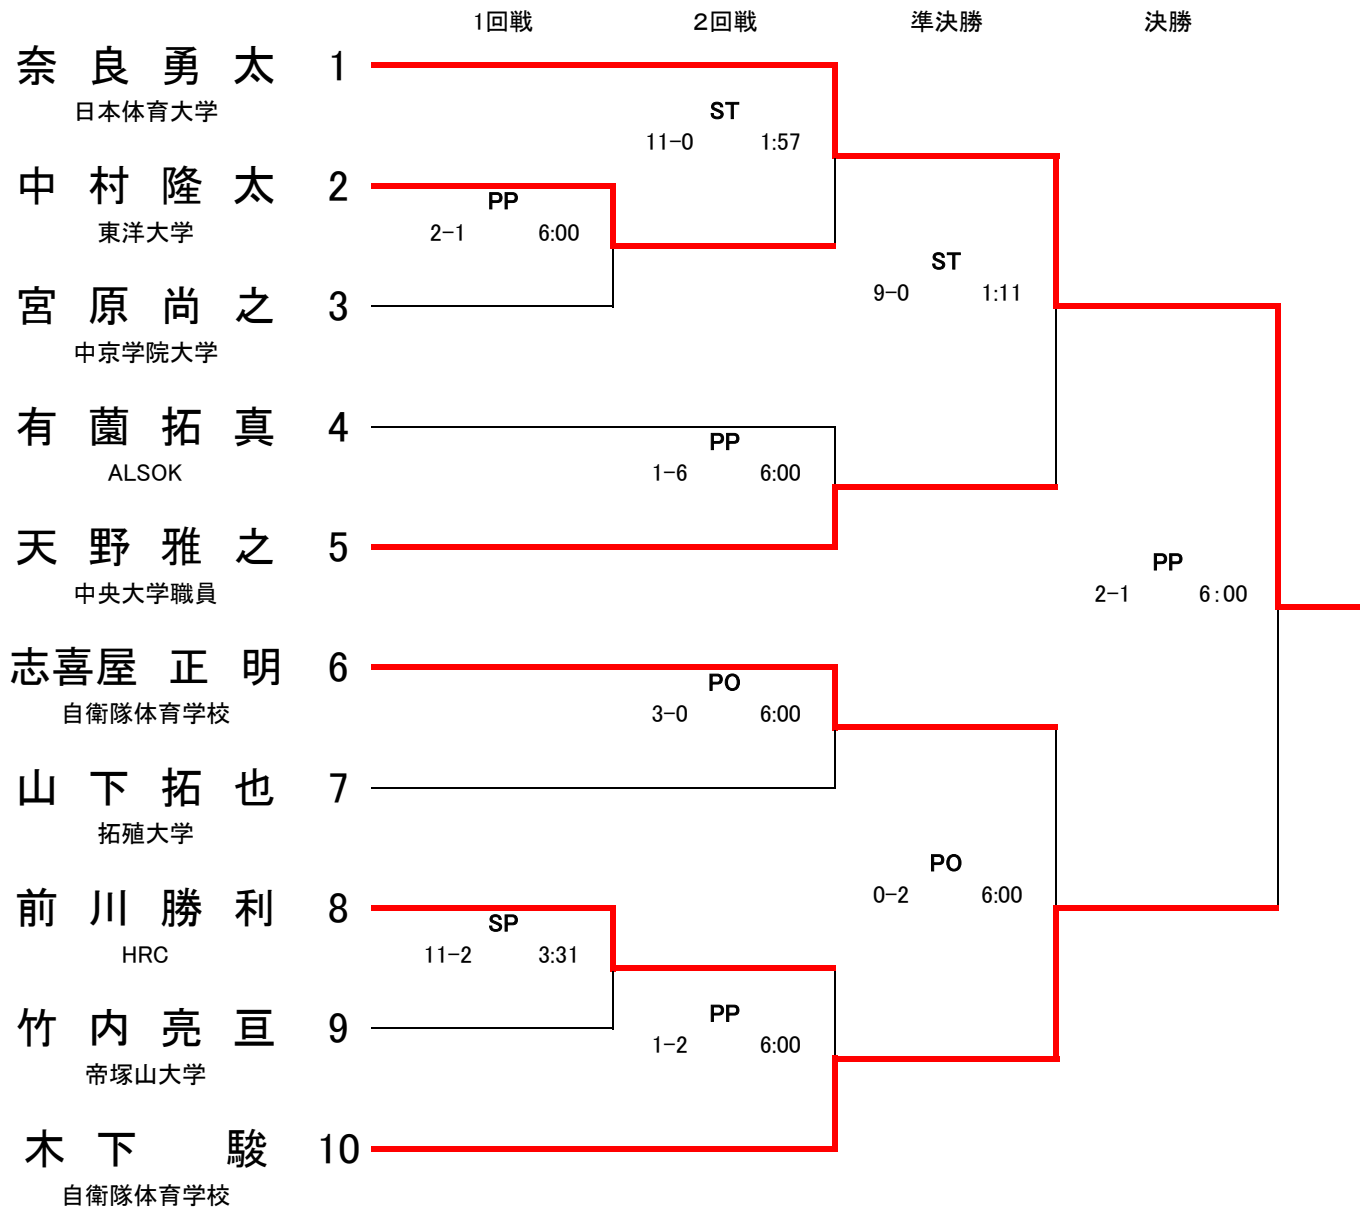 1回戦 2回戦 準決勝 決勝
奈良勇太 1
日本体育大学
ST
11-0 1:57
中村隆太 2
PP
東洋大学
2-1 6:00
ST
9-0 1:11
宮原尚之 3
中京学院大学
有薗拓真 4
PP
ALSOK
1-6 6:00
天野雅之 5
PP
中央大学職員
2-1 6:00
志喜屋正明 6
PO
自衛隊体育学校
3-0 6:00
山下拓也 7
拓殖大学
PO
0-2 6:00
前川勝利 8
SP
HRC
11-2 3:31
竹内亮亘 9
PP
1-2 6:00
帝塚山大学
木下駿 10
自衛隊体育学校